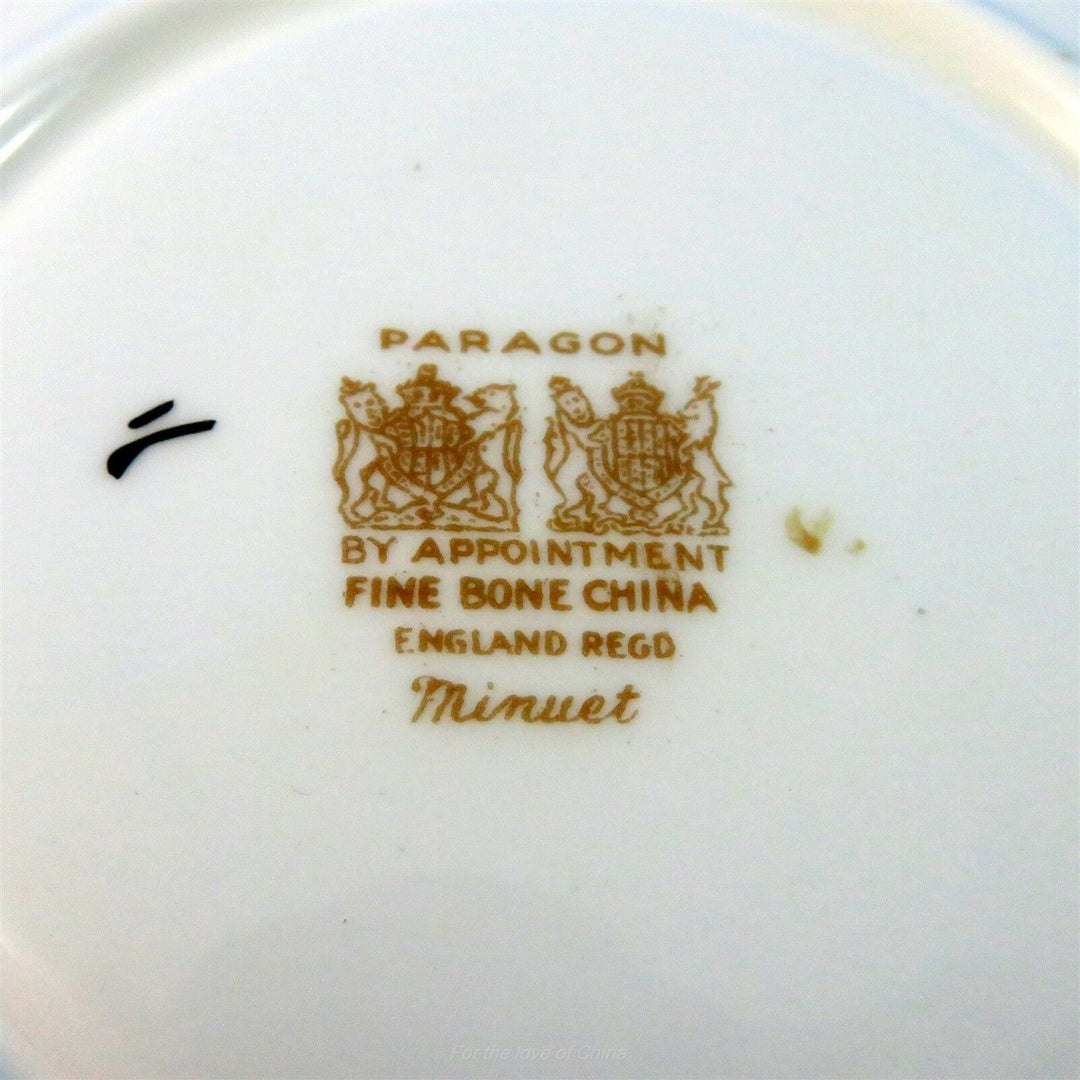 PARAGON
BY APPOINTMENT
FINE BONE CHINA
ENGLAND REGD
Minuet
For the love of China